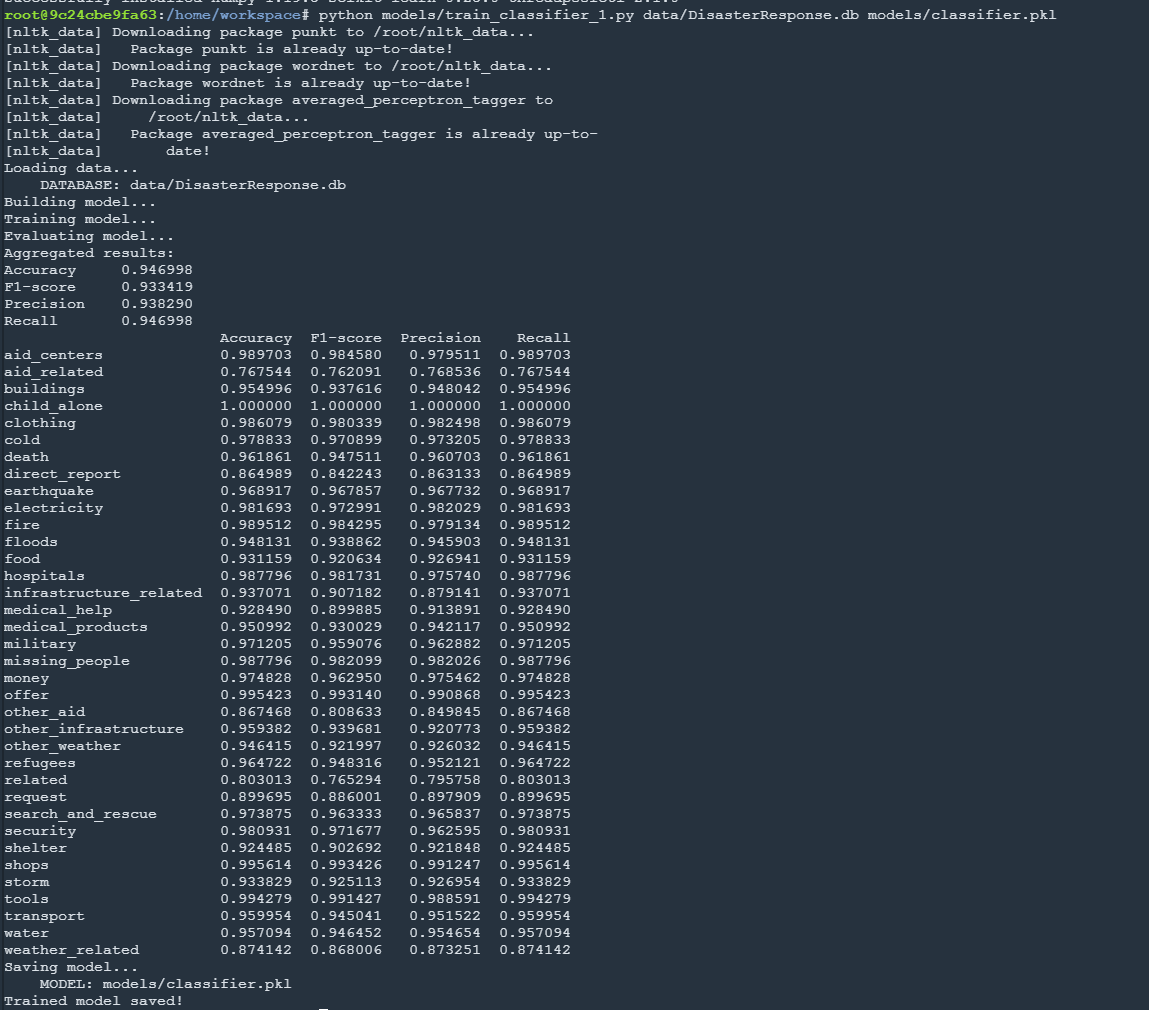 root@9c24cbe9fa63:/home/workspace# python models/train_classifier_1.py data/DisasterResponse.db models/classifier.pkl
[nltk_data] Downloading package punkt to /root/nltk_data...
[nltk_data]   Package punkt is already up-to-date!
[nltk_data] Downloading package wordnet to /root/nltk_data...
[nltk_data]   Package wordnet is already up-to-date!
[nltk_data] Downloading package averaged_perceptron_tagger to
[nltk_data]     /root/nltk_data...
[nltk_data]   Package averaged_perceptron_tagger is already up-to-
[nltk_data]       date!
Loading data...
    DATABASE: data/DisasterResponse.db
Building model...
Training model...
Evaluating model...
Aggregated results:
Accuracy     0.946998
F1-score     0.933419
Precision    0.938290
Recall       0.946998
                        Accuracy  F1-score  Precision    Recall
aid_centers             0.989703  0.984580   0.979511  0.989703
aid_related             0.767544  0.762091   0.768536  0.767544
buildings               0.954996  0.937616   0.948042  0.954996
child_alone             1.000000  1.000000   1.000000  1.000000
clothing                0.986079  0.980339   0.982498  0.986079
cold                    0.978833  0.970899   0.973205  0.978833
death                   0.961861  0.947511   0.960703  0.961861
direct_report           0.864989  0.842243   0.863133  0.864989
earthquake              0.968917  0.967857   0.967732  0.968917
electricity             0.981693  0.972991   0.982029  0.981693
fire                    0.989512  0.984295   0.979134  0.989512
floods                  0.948131  0.938862   0.945903  0.948131
food                    0.931159  0.920634   0.926941  0.931159
hospitals               0.987796  0.981731   0.975740  0.987796
infrastructure_related  0.937071  0.907182   0.879141  0.937071
medical_help            0.928490  0.899885   0.913891  0.928490
medical_products        0.950992  0.930029   0.942117  0.950992
military                0.971205  0.959076   0.962882  0.971205
missing_people          0.987796  0.982099   0.982026  0.987796
money                   0.974828  0.962950   0.975462  0.974828
offer                   0.995423  0.993140   0.990868  0.995423
other_aid               0.867468  0.808633   0.849845  0.867468
other_infrastructure    0.959382  0.939681   0.920773  0.959382
other_weather           0.946415  0.921997   0.926032  0.946415
refugees                0.964722  0.948316   0.952121  0.964722
related                 0.803013  0.765294   0.795758  0.803013
request                 0.899695  0.886001   0.897909  0.899695
search_and_rescue       0.973875  0.963333   0.965837  0.973875
security                0.980931  0.971677   0.962595  0.980931
shelter                 0.924485  0.902692   0.921848  0.924485
shops                   0.995614  0.993426   0.991247  0.995614
storm                   0.933829  0.925113   0.926954  0.933829
tools                   0.994279  0.991427   0.988591  0.994279
transport               0.959954  0.945041   0.951522  0.959954
water                   0.957094  0.946452   0.954654  0.957094
weather_related         0.874142  0.868006   0.873251  0.874142
Saving model...
    MODEL: models/classifier.pkl
Trained model saved!